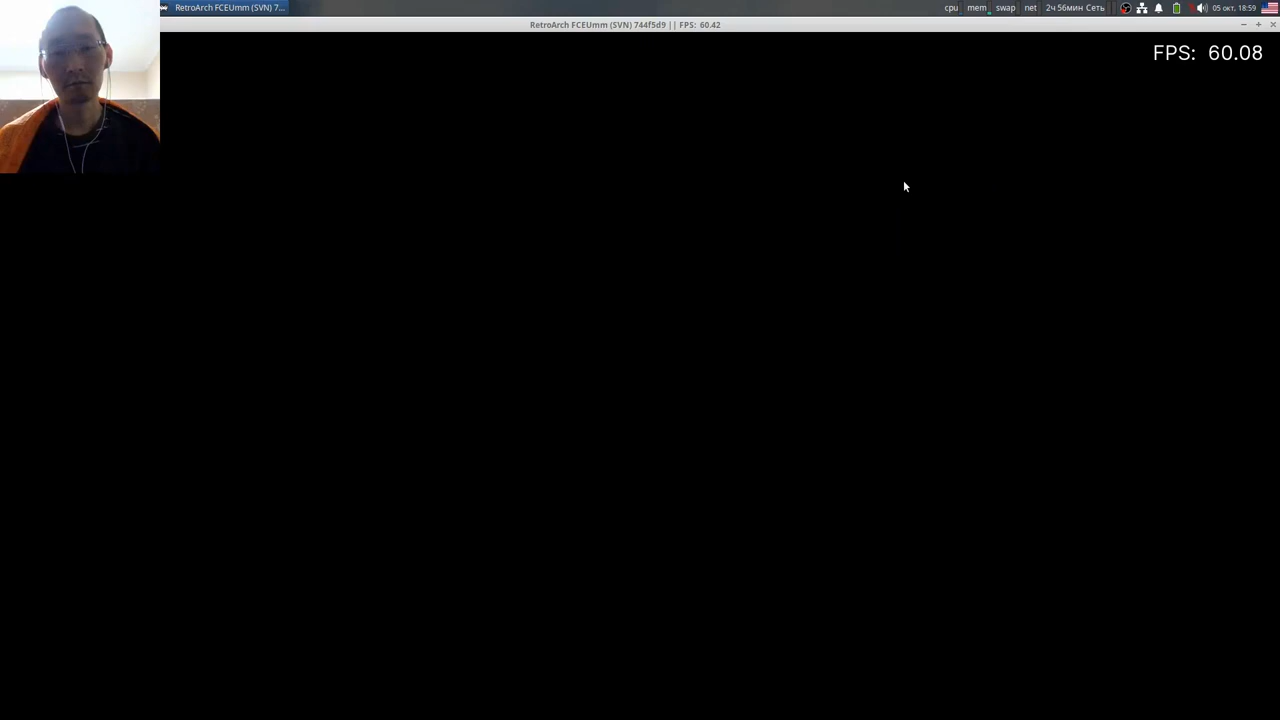 RetroArch FCEUmm (SVN) 7...
cpu mem swap net 2ч 56мин Сеть 05 окт, 18:59
RetroArch FCEUmm (SVN) 744f5d9 || FPS: 60.42
FPS: 60.08